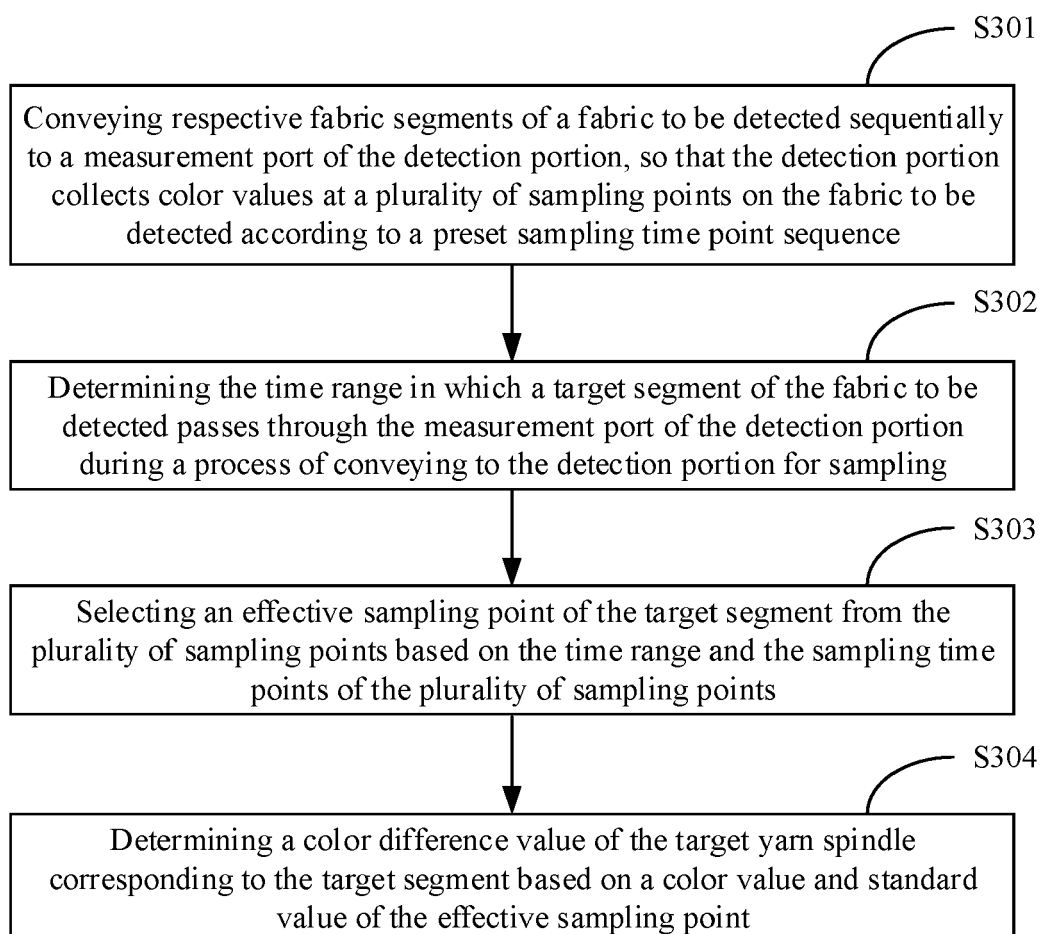 S301
Conveying respective fabric segments of a fabric to be detected sequentially
to a measurement port of the detection portion, so that the detection portion
collects color values at a plurality of sampling points on the fabric to be
detected according to a preset sampling time point sequence
S302
Determining the time range in which a target segment of the fabric to be
detected passes through the measurement port of the detection portion
during a process of conveying to the detection portion for sampling
S303
Selecting an effective sampling point of the target segment from the
plurality of sampling points based on the time range and the sampling time
points of the plurality of sampling points
S304
Determining a color difference value of the target yarn spindle
corresponding to the target segment based on a color value and standard
value of the effective sampling point